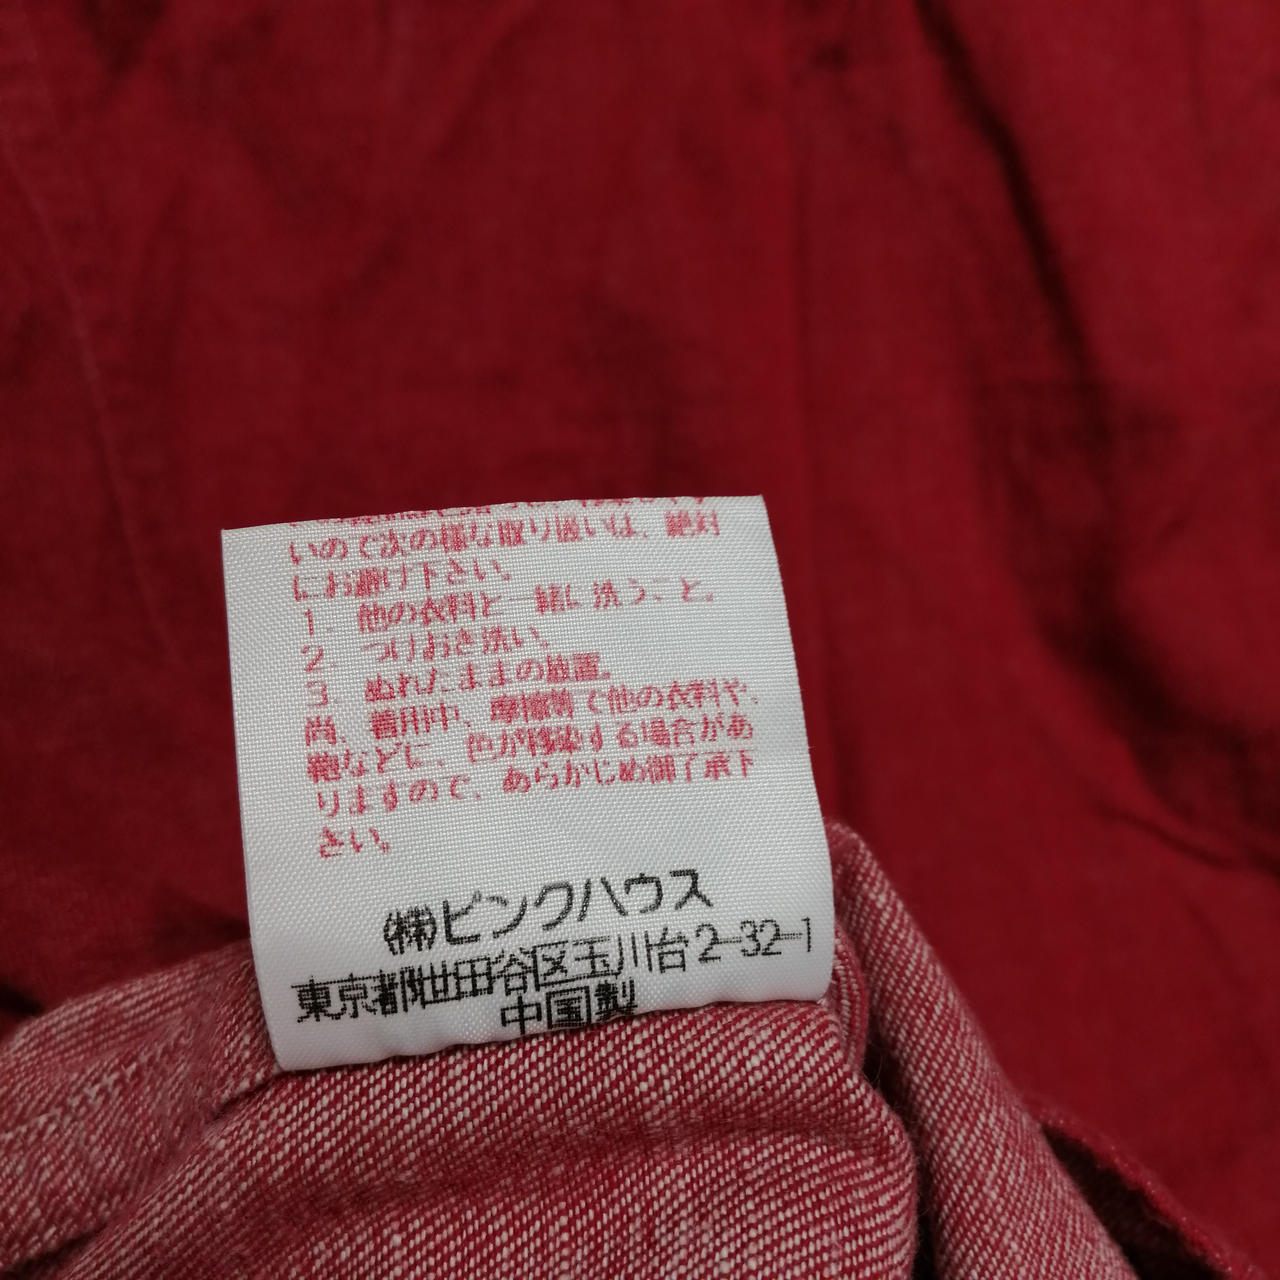 いので次の様な取り扱いは、絶対
にお避け下さい。
1. 他の衣料と一緒に洗うこと。
2. つけおき洗い。
3. ぬれたままの放置。
尚、着用中、摩擦等で他の衣料や、
鞄などに、色が移染する場合があ
りますので、あらかじめ御了承下
さい。
㈱ピンクハウス
東京都世田谷区玉川台2-32-1
中国製